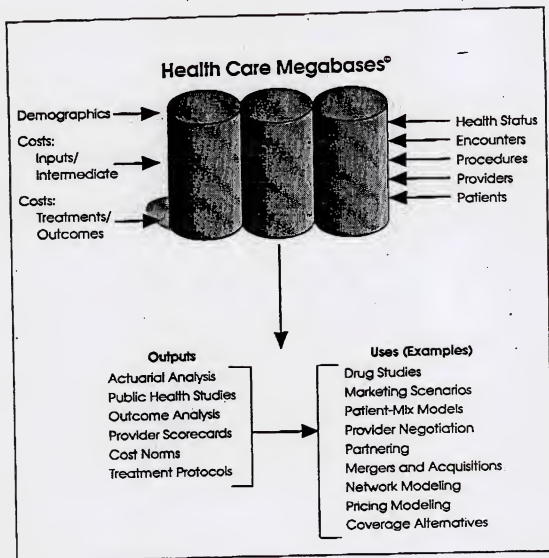 Health Care Megabases©
Demographics
Costs:
Inputs/
Intermediate
Costs:
Treatments/
Outcomes
Health Status
Encounters
Procedures
Providers
Patients
Outputs
Actuarial Analysis
Public Health Studies
Outcome Analysis
Provider Scorecards
Cost Norms
Treatment Protocols
Uses (Examples)
Drug Studies
Marketing Scenarios
Patient-Mix Models
Provider Negotiation
Partnering
Mergers and Acquisitions
Network Modeling
Pricing Modeling
Coverage Alternatives